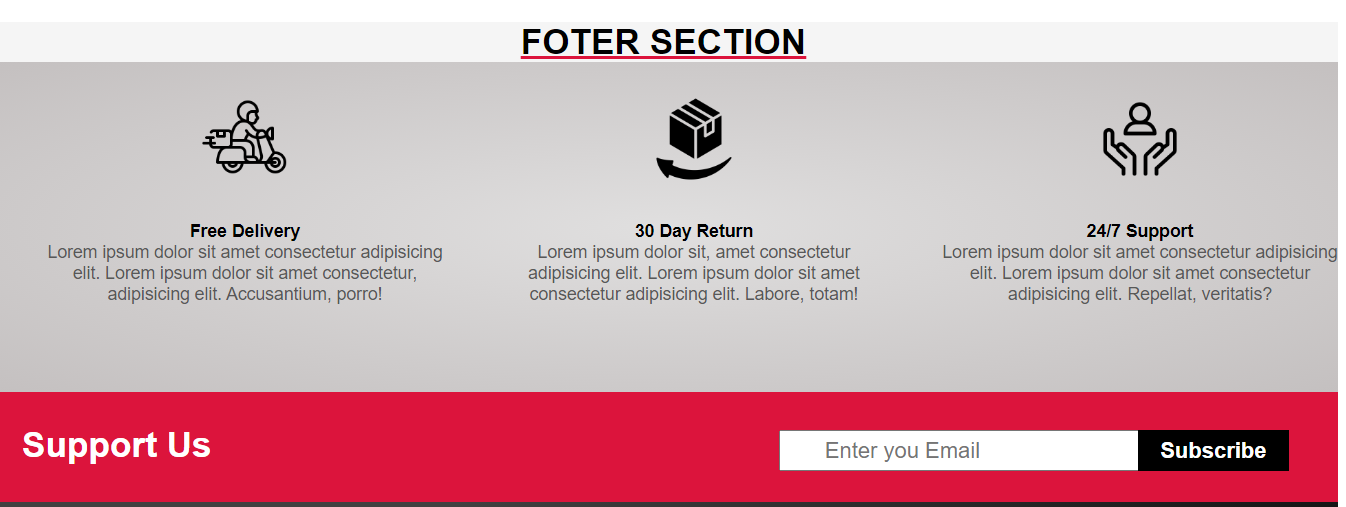 FOTER SECTION
Free Delivery
Lorem ipsum dolor sit amet consectetur adipisicing
elit. Lorem ipsum dolor sit amet consectetur,
adipisicing elit. Accusantium, porro!
30 Day Return
Lorem ipsum dolor sit, amet consectetur
adipisicing elit. Lorem ipsum dolor sit amet
consectetur adipisicing elit. Labore, totam!
24/7 Support
Lorem ipsum dolor sit amet consectetur adipisicing
elit. Lorem ipsum dolor sit amet consectetur
adipisicing elit. Repellat, veritatis?
Support Us
Enter you Email
Subscribe